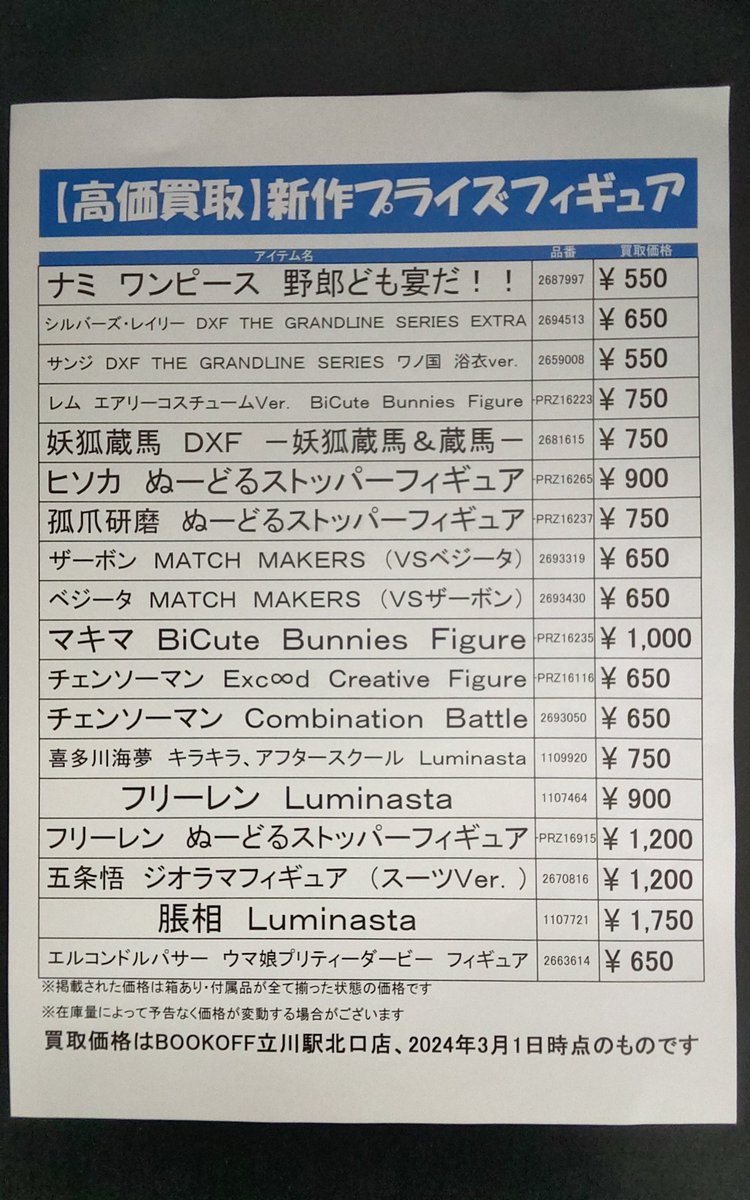 【高価買取】新作プライズフィギュア
アイテム名 品番 買取価格
ナミ ワンピース 野郎ども宴だ！！ 2687997 ¥ 550
シルバーズ・レイリー DXF THE GRANDLINE SERIES EXTRA 2694513 ¥ 650
サンジ DXF THE GRANDLINE SERIES ワノ国 浴衣ver. 2659008 ¥ 550
レム エアリーコスチュームVer. BiCute Bunnies Figure -PRZ16223 ¥ 750
妖狐蔵馬 DXF －妖狐蔵馬＆蔵馬－ 2681615 ¥ 750
ヒソカ ぬーどるストッパーフィギュア -PRZ16265 ¥ 900
孤爪研磨 ぬーどるストッパーフィギュア -PRZ16237 ¥ 750
ザーボン MATCH MAKERS （VSベジータ） 2693319 ¥ 650
ベジータ MATCH MAKERS （VSザーボン） 2693430 ¥ 650
マキマ BiCute Bunnies Figure -PRZ16235 ¥ 1,000
チェンソーマン Exc∞d Creative Figure -PRZ16116 ¥ 650
チェンソーマン Combination Battle 2693050 ¥ 650
喜多川海夢 キラキラ、アフタースクール Luminasta 1109920 ¥ 750
フリーレン Luminasta 1107464 ¥ 900
フリーレン ぬーどるストッパーフィギュア -PRZ16915 ¥ 1,200
五条悟 ジオラマフィギュア （スーツVer.） 2670816 ¥ 1,200
脹相 Luminasta 1107721 ¥ 1,750
エルコンドルパサー ウマ娘プリティーダービー フィギュア 2663614 ¥ 650
※掲載された価格は箱あり・付属品が全て揃った状態の価格です
※在庫量によって予告なく価格が変動する場合がございます
買取価格はBOOKOFF立川駅北口店、2024年3月1日時点のものです